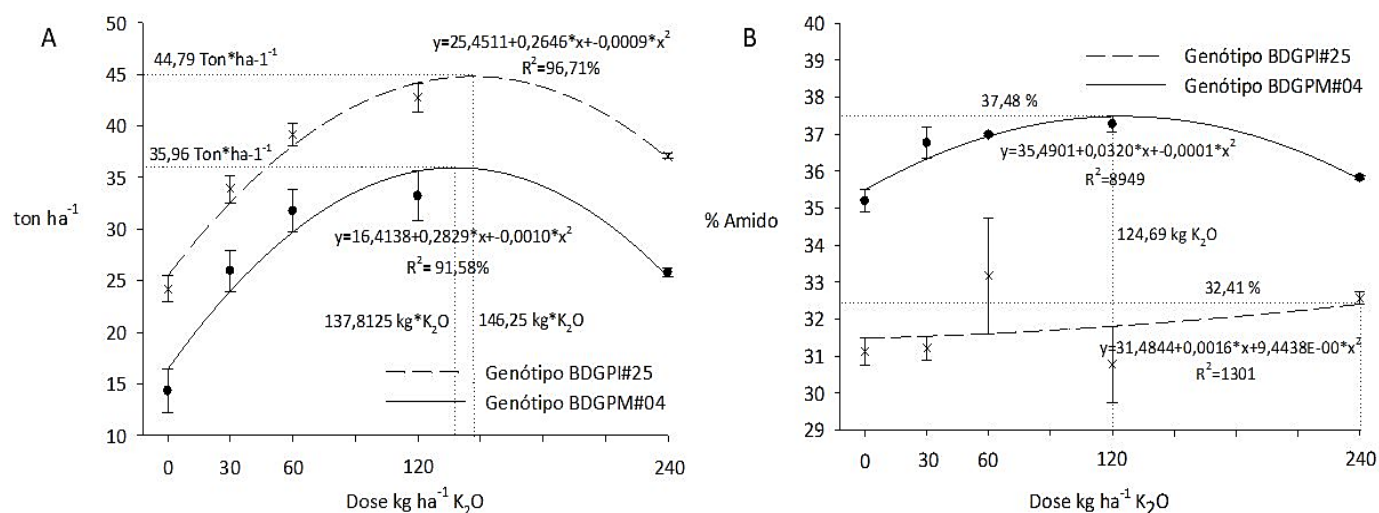 A
ton ha⁻¹
50
45
40
35
30
25
20
15
10
44,79 Ton*ha-1⁻¹
35,96 Ton*ha-1⁻¹
y=25,4511+0,2646*x+-0,0009*x²
R²=96,71%
y=16,4138+0,2829*x+-0,0010*x²
R²= 91,58%
137,8125 kg*K₂O
146,25 kg*K₂O
Genótipo BDGPI#25
Genótipo BDGPM#04
0 30 60 120 240
Dose kg ha⁻¹ K₂O
B
% Amido
40
39
38
37
36
35
34
33
32
31
30
29
Genótipo BDGPI#25
Genótipo BDGPM#04
37,48 %
y=35,4901+0,0320*x+-0,0001*x²
R²=8949
124,69 kg K₂O
32,41 %
y=31,4844+0,0016*x+9,4438E-00*x²
R²=1301
0 30 60 120 240
Dose kg ha⁻¹ K₂O